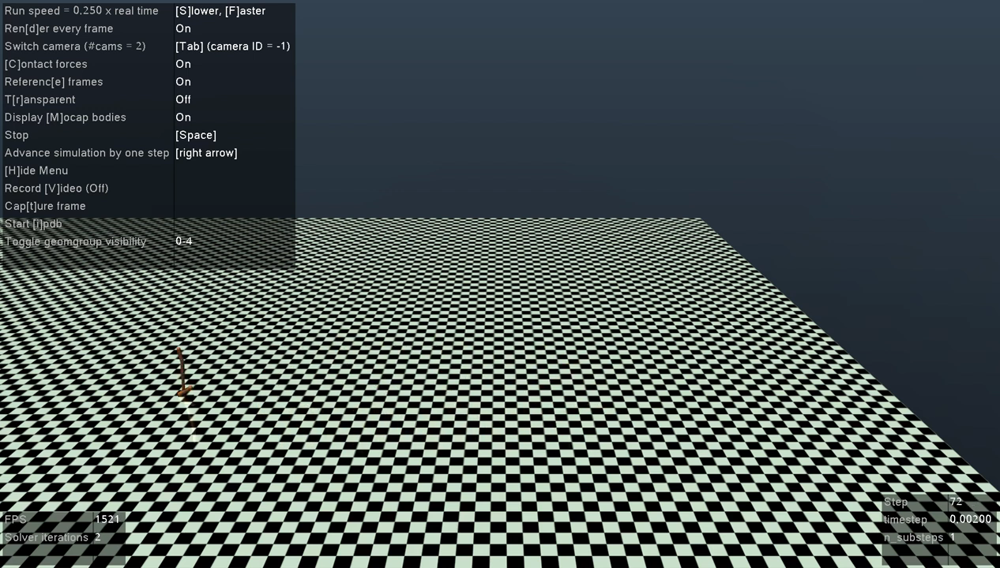 Run speed = 0.250 x real time [S]lower, [F]aster
Ren[d]er every frame On
Switch camera (#cams = 2) [Tab] (camera ID = -1)
[C]ontact forces On
Referenc[e] frames On
T[r]ansparent Off
Display [M]ocap bodies On
Stop [Space]
Advance simulation by one step [right arrow]
[H]ide Menu
Record [V]ideo (Off)
Cap[t]ure frame
Start [i]pdb
Toggle geomgroup visibility 0-4
Step 72
FPS 1521
timestep 0.00200
Solver iterations 2
n_substeps 1